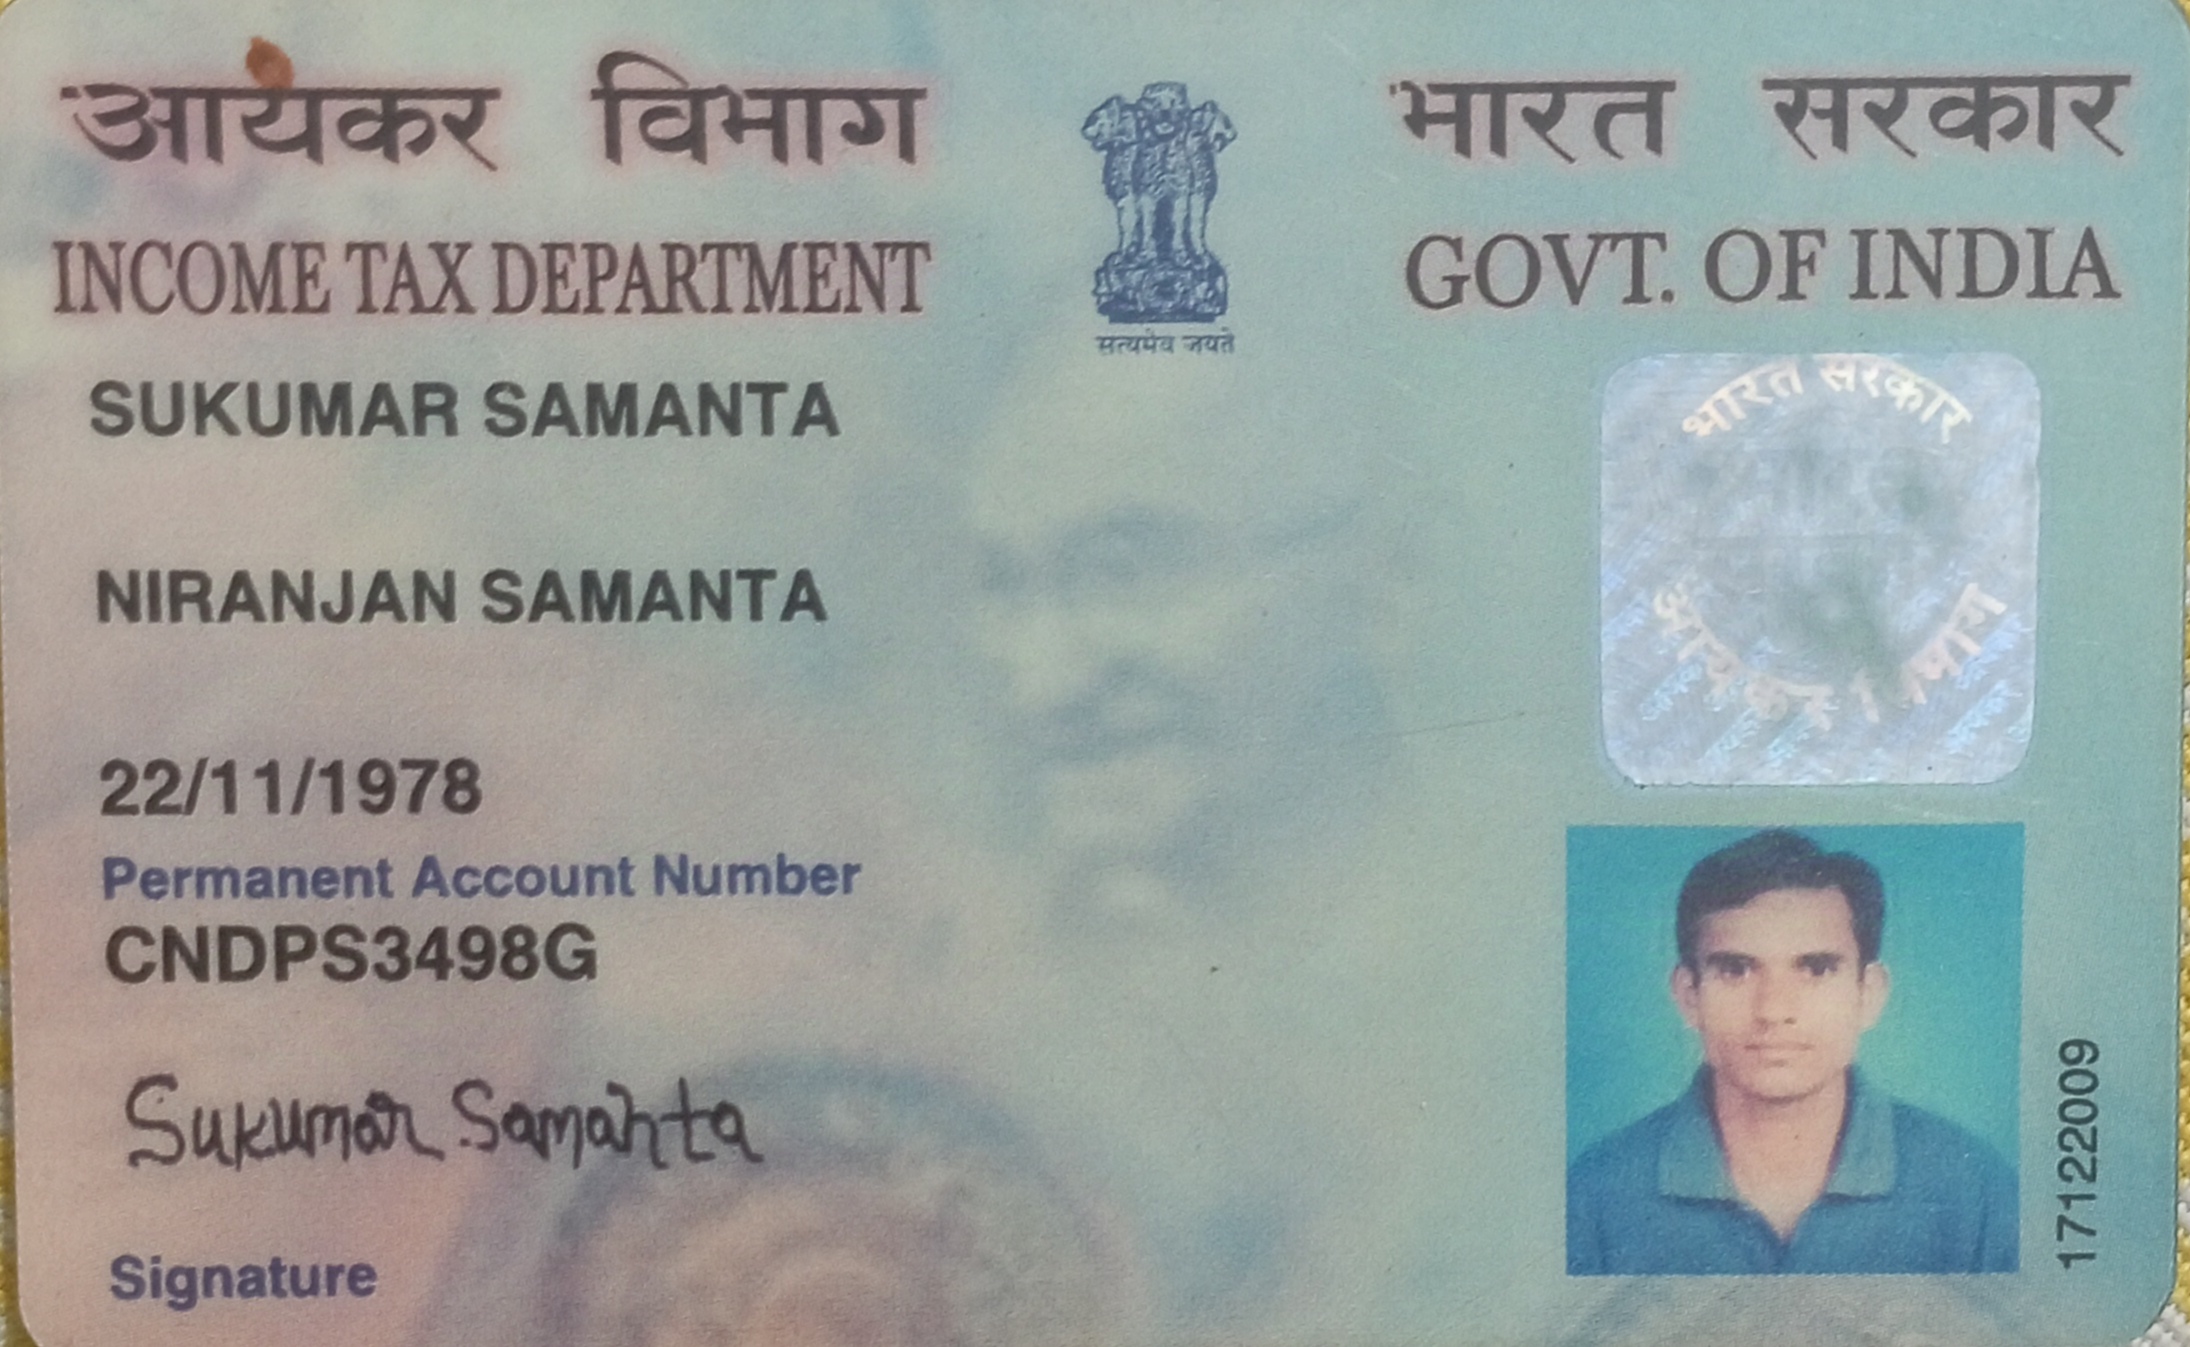 आयकर विभाग
INCOME TAX DEPARTMENT
सत्यमेव जयते
भारत सरकार
GOVT. OF INDIA
SUKUMAR SAMANTA
NIRANJAN SAMANTA
22/11/1978
Permanent Account Number
CNDPS3498G
Sukumar Samanta
Signature
भारत सरकार
आयकर विभाग
17122009